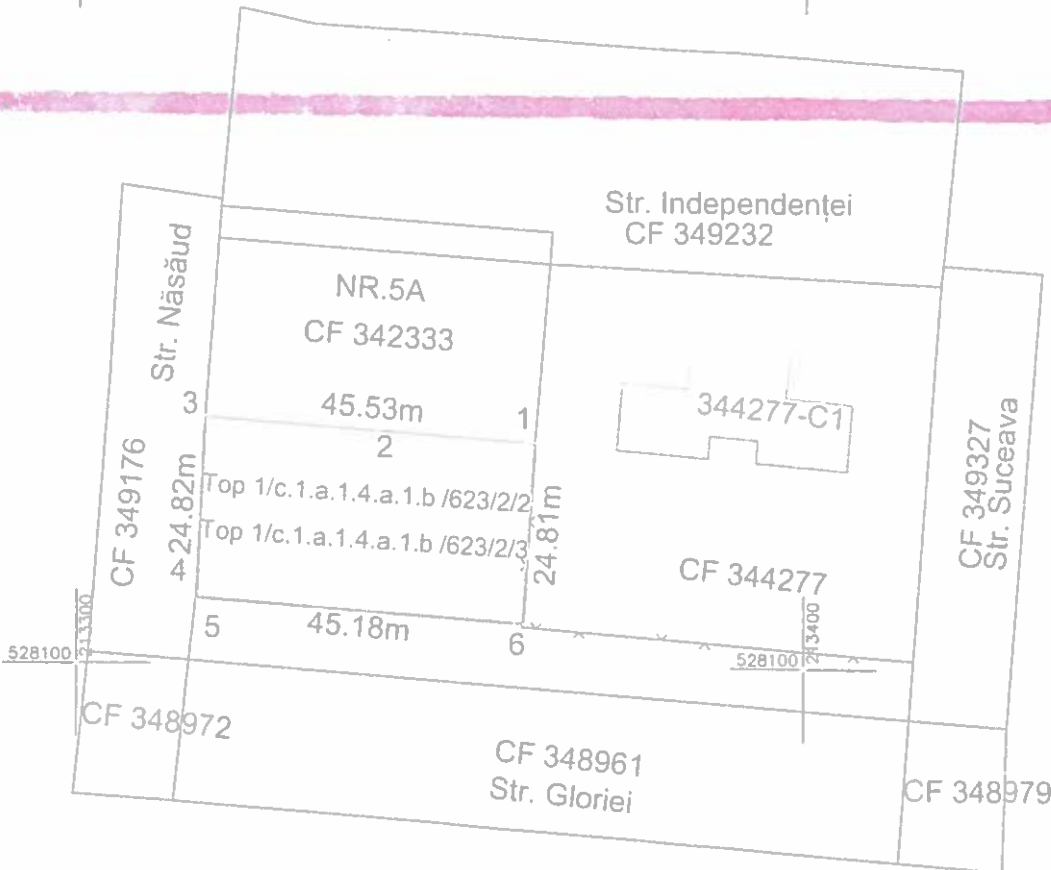 Str. Independenței
CF 349232
Str. Năsăud
NR.5A
CF 342333
3
45.53m
1
2
344277-C1
CF 349327
Str. Suceava
CF 349176
24.82m
Top 1/c.1.a.1.4.a.1.b /623/2/2
Top 1/c.1.a.1.4.a.1.b /623/2/3
24.81m
4
CF 344277
5
45.18m
6
213300
528100
213400
528100
CF 348972
CF 348961
Str. Gloriei
CF 348979